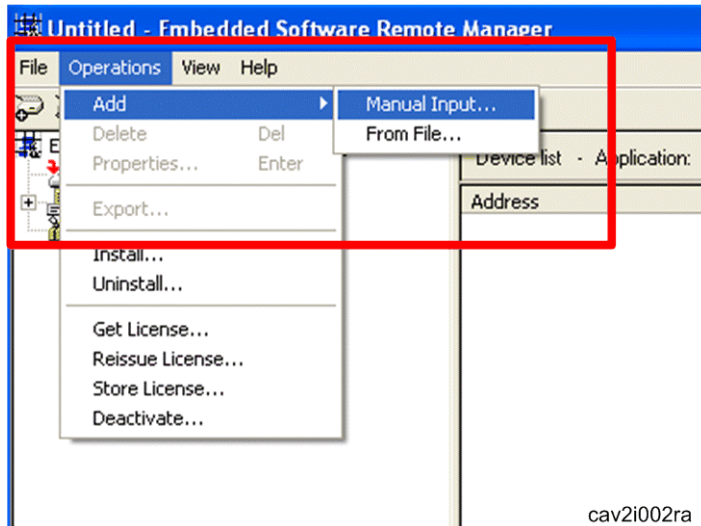 Untitled - Embedded Software Remote Manager
File Operations View Help
Add Manual Input...
Delete Del From File...
Properties... Enter
Device list - Application:
Export...
Address
Install...
Uninstall...
Get License...
Reissue License...
Store License...
Deactivate...
cav2i002ra